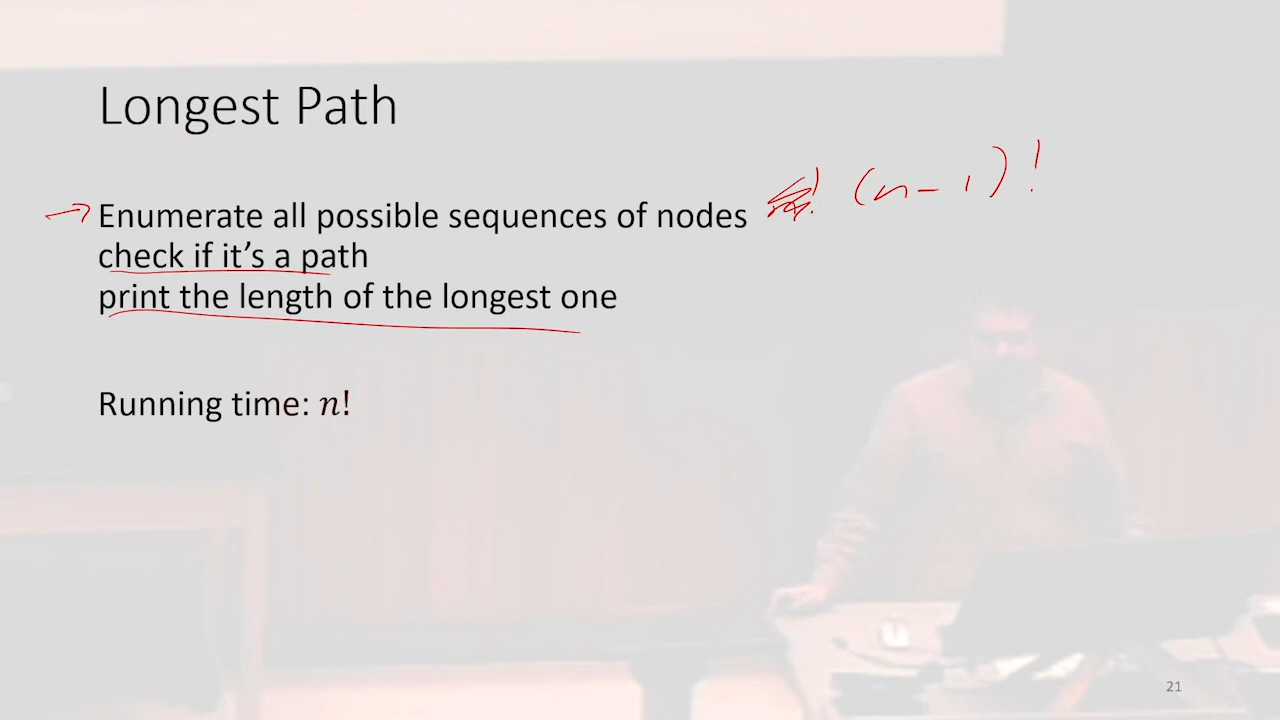 Longest Path
Enumerate all possible sequences of nodes (n-1)!
check if it's a path
print the length of the longest one
Running time: n!
21